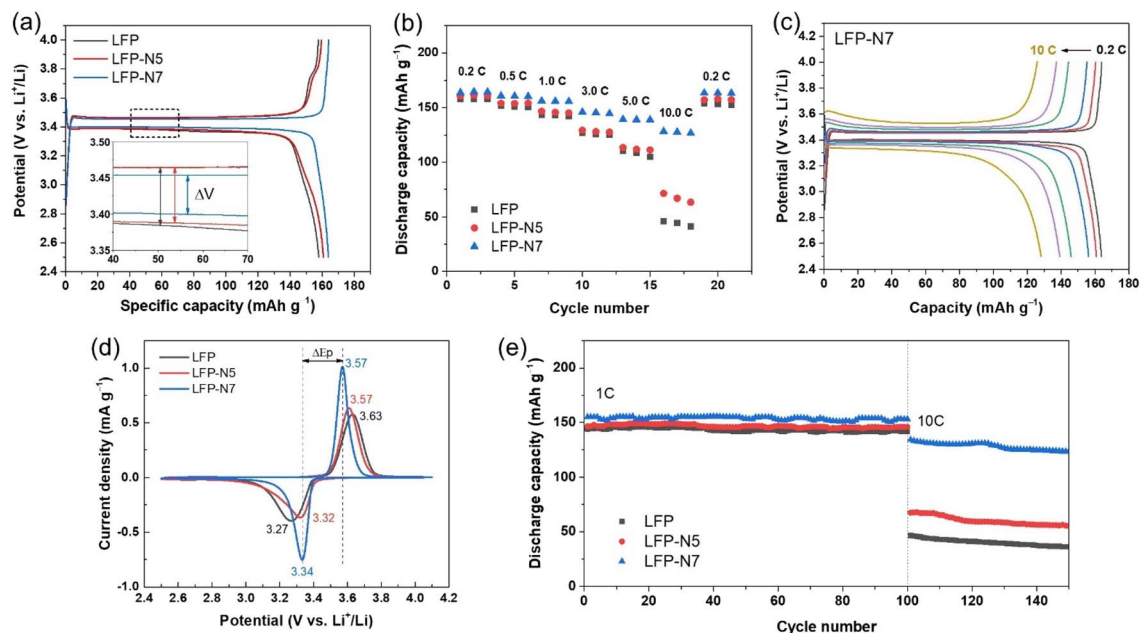 (a)
LFP
LFP-N5
LFP-N7
4.0
3.8
3.6
3.4
3.2
3.0
2.8
2.6
2.4
Potential (V vs. Li⁺/Li)
3.50
3.45
3.40
3.35
ΔV
40 50 60 70
0 20 40 60 80 100 120 140 160 180
Specific capacity (mAh g⁻¹)
(b)
200
150
100
50
0
Discharge capacity (mAh g⁻¹)
0.2 C 0.5 C 1.0 C 3.0 C 5.0 C 10.0 C 0.2 C
LFP
LFP-N5
LFP-N7
0 5 10 15 20
Cycle number
(c)
LFP-N7
10 C 0.2 C
4.2
4.0
3.8
3.6
3.4
3.2
3.0
2.8
2.6
2.4
Potential (V vs. Li⁺/Li)
0 20 40 60 80 100 120 140 160 180
Capacity (mAh g⁻¹)
(d)
LFP
LFP-N5
LFP-N7
ΔEp
3.57
3.57
3.63
3.27
3.32
3.34
1.0
0.5
0.0
-0.5
-1.0
Current density (mA g⁻¹)
2.4 2.6 2.8 3.0 3.2 3.4 3.6 3.8 4.0 4.2
Potential (V vs. Li⁺/Li)
(e)
1C
10C
200
150
100
50
0
Discharge capacity (mAh g⁻¹)
LFP
LFP-N5
LFP-N7
0 20 40 60 80 100 120 140
Cycle number